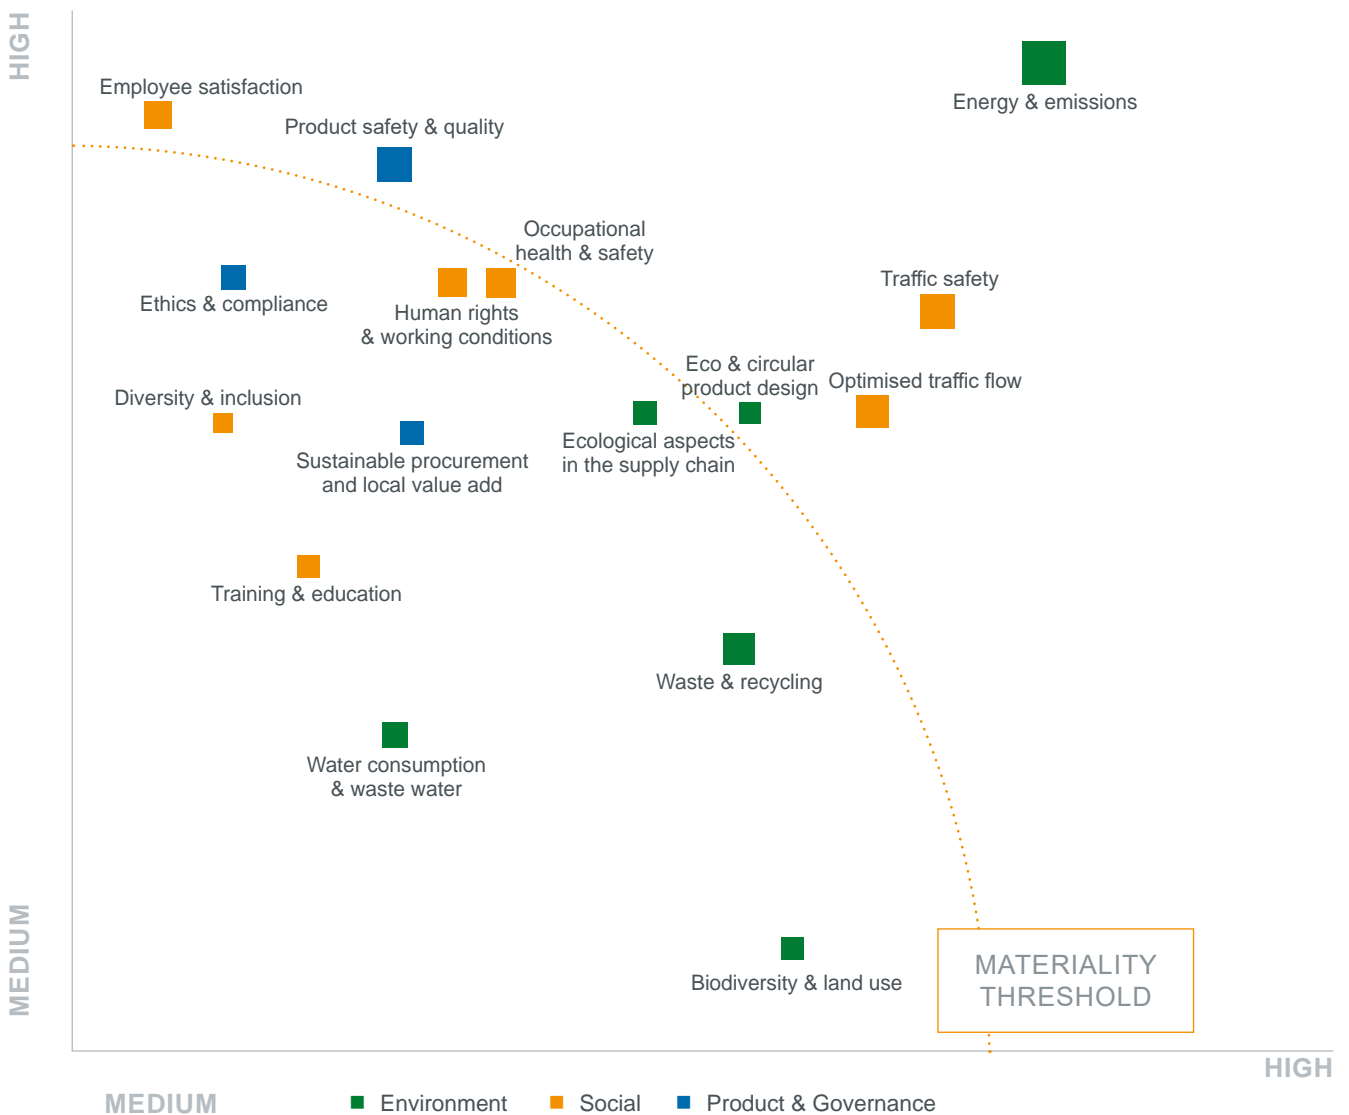 HIGH
Employee satisfaction
Energy & emissions
Product safety & quality
Occupational
health & safety
Traffic safety
Ethics & compliance
Human rights
& working conditions
Eco & circular
product design
Optimised traffic flow
Diversity & inclusion
Ecological aspects
in the supply chain
Sustainable procurement
and local value add
Training & education
Waste & recycling
Water consumption
& waste water
MEDIUM
Biodiversity & land use
MATERIALITY
THRESHOLD
HIGH
MEDIUM
Environment
Social
Product & Governance